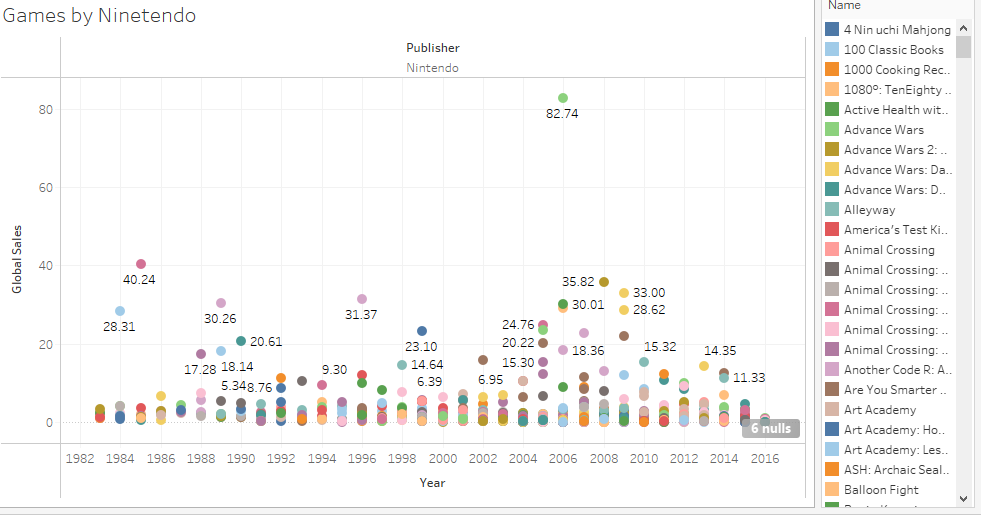 Games by Ninetendo
Publisher
Nintendo
Global Sales
80
60
40
20
0
82.74
40.24
35.82
33.00
28.31
30.26
31.37
30.01
28.62
24.76
20.61
23.10
20.22
17.28
18.14
14.64
15.30
18.36
15.32
14.35
5.34
8.76
9.30
6.39
6.95
11.33
6 nulls
1982 1984 1986 1988 1990 1992 1994 1996 1998 2000 2002 2004 2006 2008 2010 2012 2014 2016
Year
Name
4 Nin uchi Mahjong
100 Classic Books
1000 Cooking Rec..
1080°: TenEighty ..
Active Health wit..
Advance Wars
Advance Wars 2: ..
Advance Wars: Da..
Advance Wars: D..
Alleyway
America's Test Ki..
Animal Crossing
Animal Crossing: ..
Animal Crossing: ..
Animal Crossing: ..
Animal Crossing: ..
Animal Crossing: ..
Another Code R: A..
Are You Smarter ..
Art Academy
Art Academy: Ho..
Art Academy: Les..
ASH: Archaic Seal..
Balloon Fight